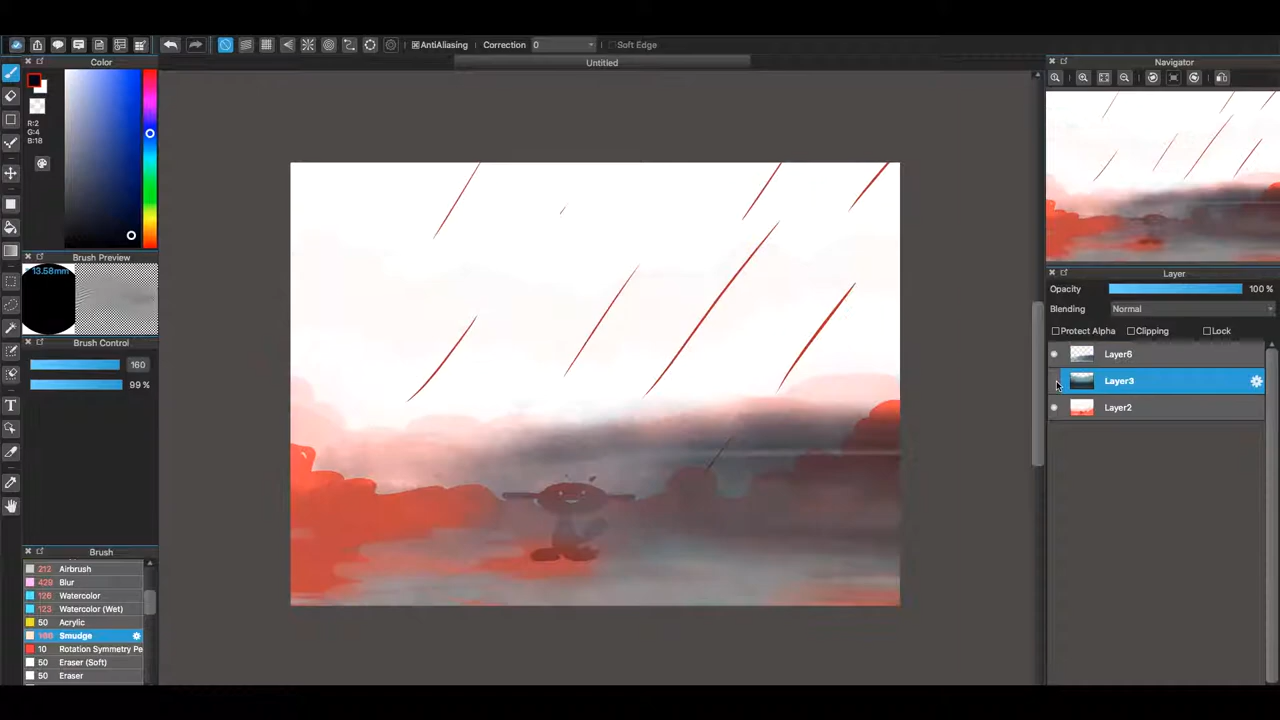 AntiAliasing Correction 0 Soft Edge
Color Untitled Navigator
R:2
G:4
B:18
Brush Preview
13.58mm
Layer
Opacity 100 %
Blending Normal
Protect Alpha Clipping Lock
Brush Control
160
99 %
Layer6
Layer3
Layer2
T
Brush
212 Airbrush
429 Blur
126 Watercolor
123 Watercolor (Wet)
50 Acrylic
160 Smudge
10 Rotation Symmetry Pe
50 Eraser (Soft)
50 Eraser